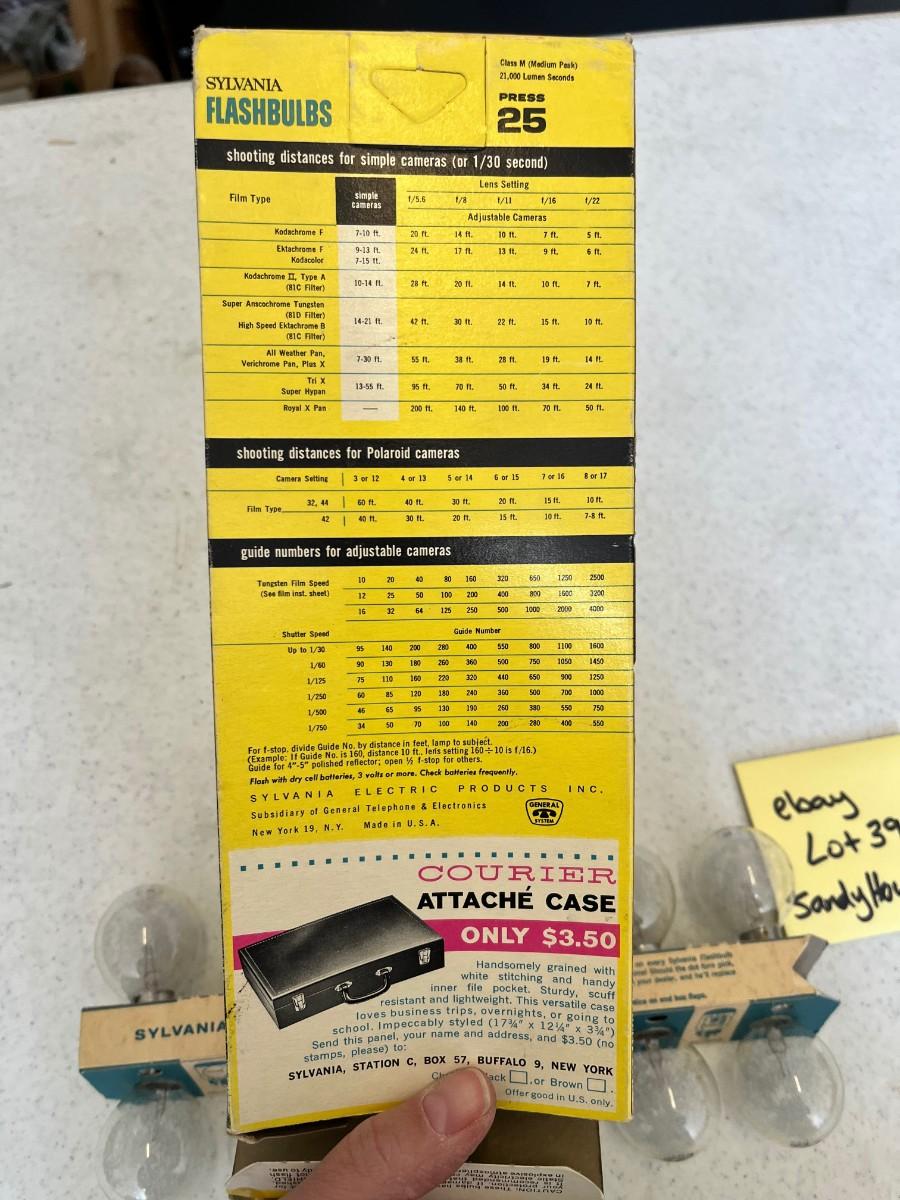 SYLVANIA
FLASHBULBS
Class M (Medium Peak)
21,000 Lumen Seconds
PRESS
25
shooting distances for simple cameras (or 1/30 second)
Film Type simple cameras Lens Setting
f/5.6 f/8 f/11 f/16 f/22
Adjustable Cameras
Kodachrome F 7-10 ft. 20 ft. 14 ft. 10 ft. 7 ft. 5 ft.
Ektachrome F 9-13 ft. 24 ft. 17 ft. 13 ft. 9 ft. 6 ft.
Kodacolor 7-15 ft.
Kodachrome II, Type A
(81C Filter) 10-14 ft. 28 ft. 20 ft. 14 ft. 10 ft. 7 ft.
Super Anscochrome Tungsten
(81D Filter)
High Speed Ektachrome B
(81C Filter) 14-21 ft. 42 ft. 30 ft. 22 ft. 15 ft. 10 ft.
All Weather Pan,
Verichrome Pan, Plus X 7-30 ft. 55 ft. 38 ft. 28 ft. 19 ft. 14 ft.
Tri X
Super Hypan 13-55 ft. 95 ft. 70 ft. 50 ft. 34 ft. 24 ft.
Royal X Pan — 200 ft. 140 ft. 100 ft. 70 ft. 50 ft.
shooting distances for Polaroid cameras
Camera Setting 3 or 12 4 or 13 5 or 14 6 or 15 7 or 16 8 or 17
Film Type 32, 44 60 ft. 40 ft. 30 ft. 20 ft. 15 ft. 10 ft.
42 40 ft. 30 ft. 20 ft. 15 ft. 10 ft. 7-8 ft.
guide numbers for adjustable cameras
Tungsten Film Speed 10 20 40 80 160 320 650 1250 2500
(See film inst. sheet) 12 25 50 100 200 400 800 1600 3200
16 32 64 125 250 500 1000 2000 4000
Shutter Speed Guide Number
Up to 1/30 95 140 200 280 400 550 800 1100 1600
1/60 90 130 180 260 360 500 750 1050 1450
1/125 75 110 160 220 320 440 650 900 1250
1/250 60 85 120 180 240 360 500 700 1000
1/500 46 65 95 130 190 260 380 550 750
1/750 34 50 70 100 140 200 280 400 550
For f-stop. divide Guide No. by distance in feet, lamp to subject.
(Example: If Guide No. is 160, distance 10 ft., lens setting 160÷10 is f/16.)
Guide for 4"-5" polished reflector; open ½ f-stop for others.
Flash with dry cell batteries, 3 volts or more. Check batteries frequently.
SYLVANIA ELECTRIC PRODUCTS INC.
Subsidiary of General Telephone & Electronics
New York 19, N.Y. Made in U.S.A.
GENERAL
SYSTEM
COURIER
ATTACHÉ CASE
ONLY $3.50
Handsomely grained with
white stitching and handy
inner file pocket. Sturdy, scuff
resistant and lightweight. This versatile case
loves business trips, overnights, or going to
school. Impeccably styled (17¾" x 12¼" x 3¾")
Send this panel, your name and address, and $3.50 (no
stamps, please) to:
SYLVANIA, STATION C, BOX 57, BUFFALO 9, NEW YORK
or Brown
Offer good in U.S. only.
ebay
Lot 39
SYLVANIA